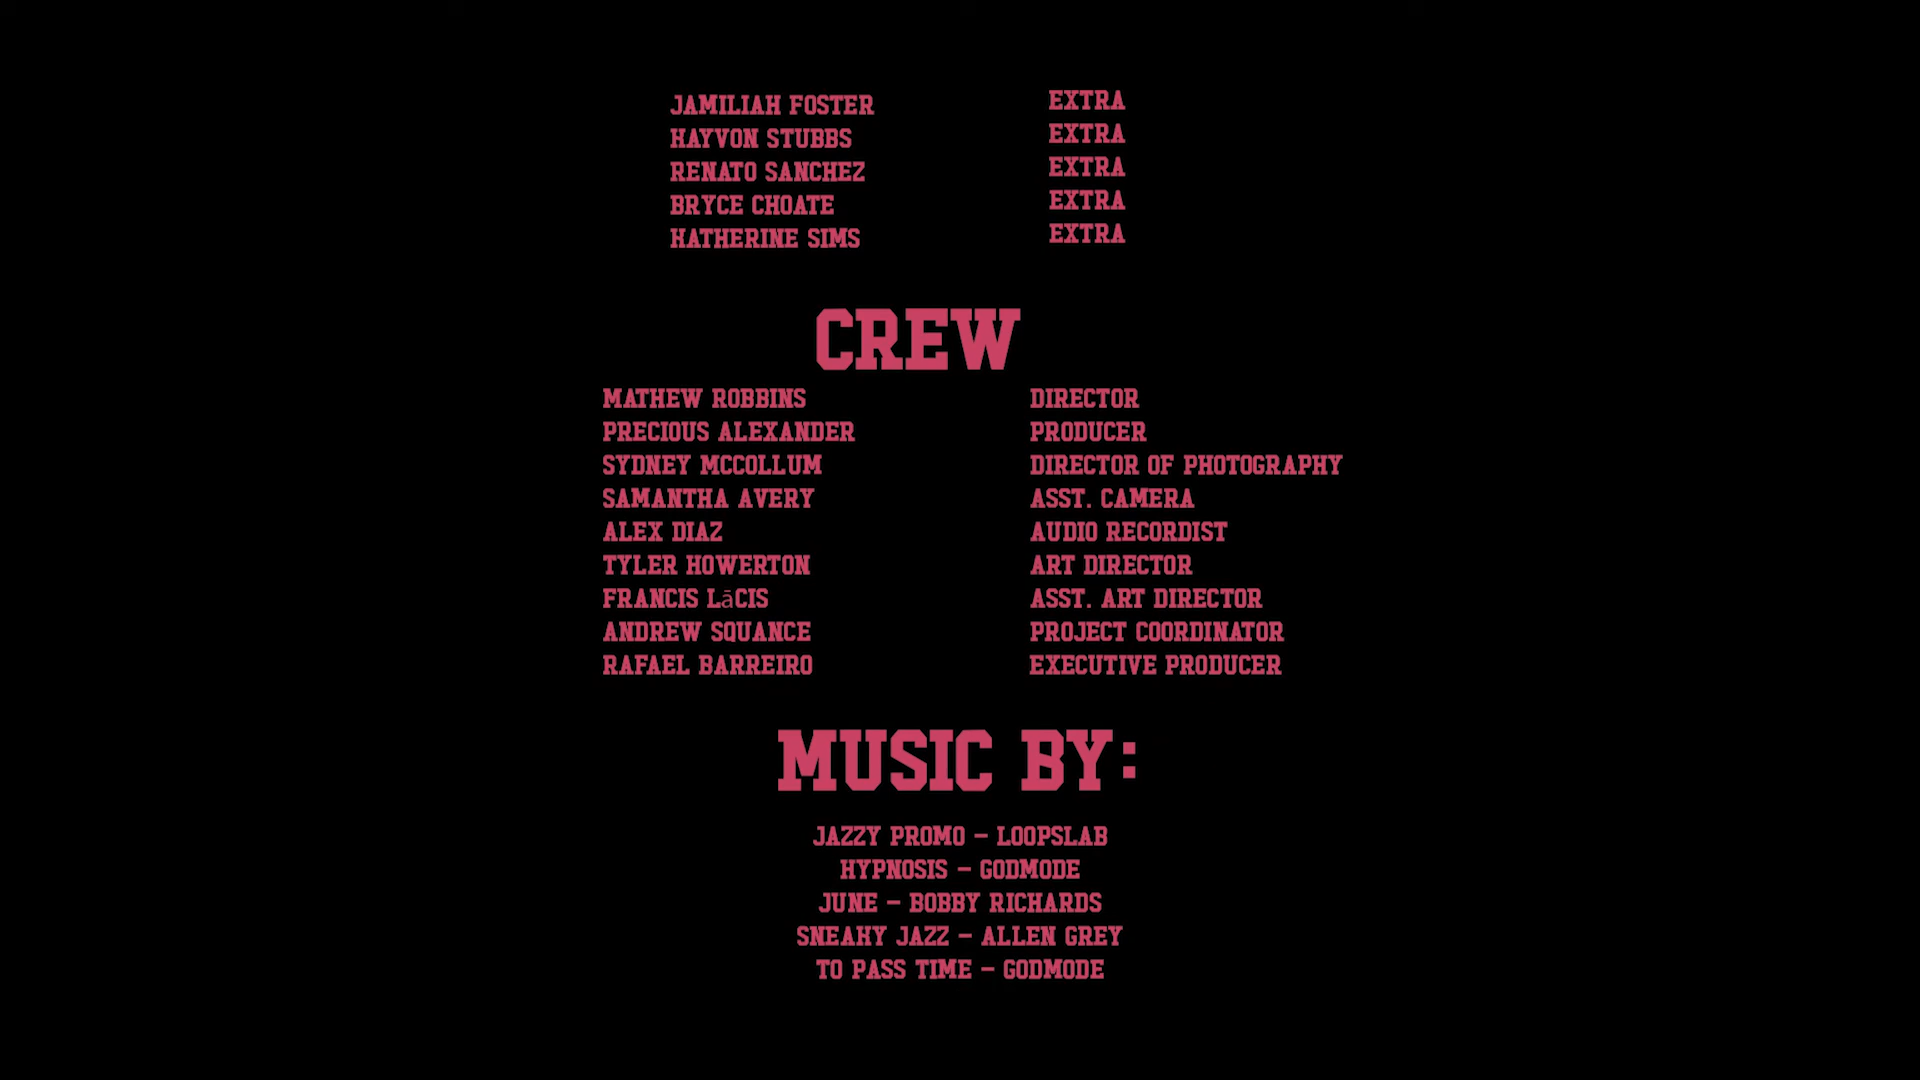 JAMILIAH FOSTER EXTRA
HAYVON STUBBS EXTRA
RENATO SANCHEZ EXTRA
BRYCE CHOATE EXTRA
KATHERINE SIMS EXTRA
CREW
MATHEW ROBBINS DIRECTOR
PRECIOUS ALEXANDER PRODUCER
SYDNEY MCCOLLUM DIRECTOR OF PHOTOGRAPHY
SAMANTHA AVERY ASST. CAMERA
ALEX DIAZ AUDIO RECORDIST
TYLER HOWERTON ART DIRECTOR
FRANCIS LāCIS ASST. ART DIRECTOR
ANDREW SQUANCE PROJECT COORDINATOR
RAFAEL BARREIRO EXECUTIVE PRODUCER
MUSIC BY:
JAZZY PROMO – LOOPSLAB
HYPNOSIS – GODMODE
JUNE – BOBBY RICHARDS
SNEAKY JAZZ – ALLEN GREY
TO PASS TIME – GODMODE